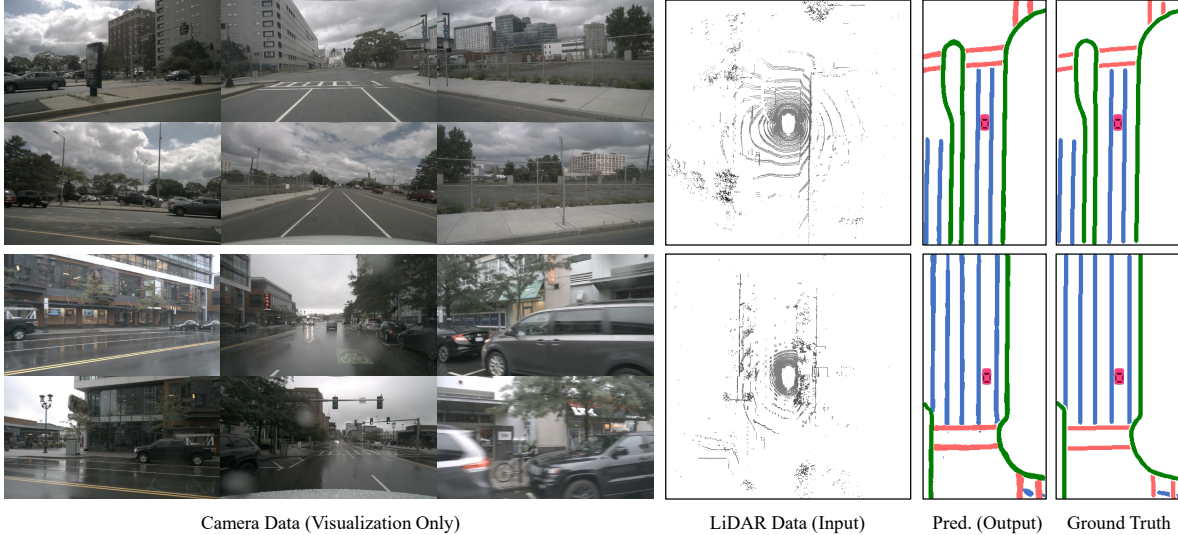 Camera Data (Visualization Only)
LiDAR Data (Input)
Pred. (Output)
Ground Truth